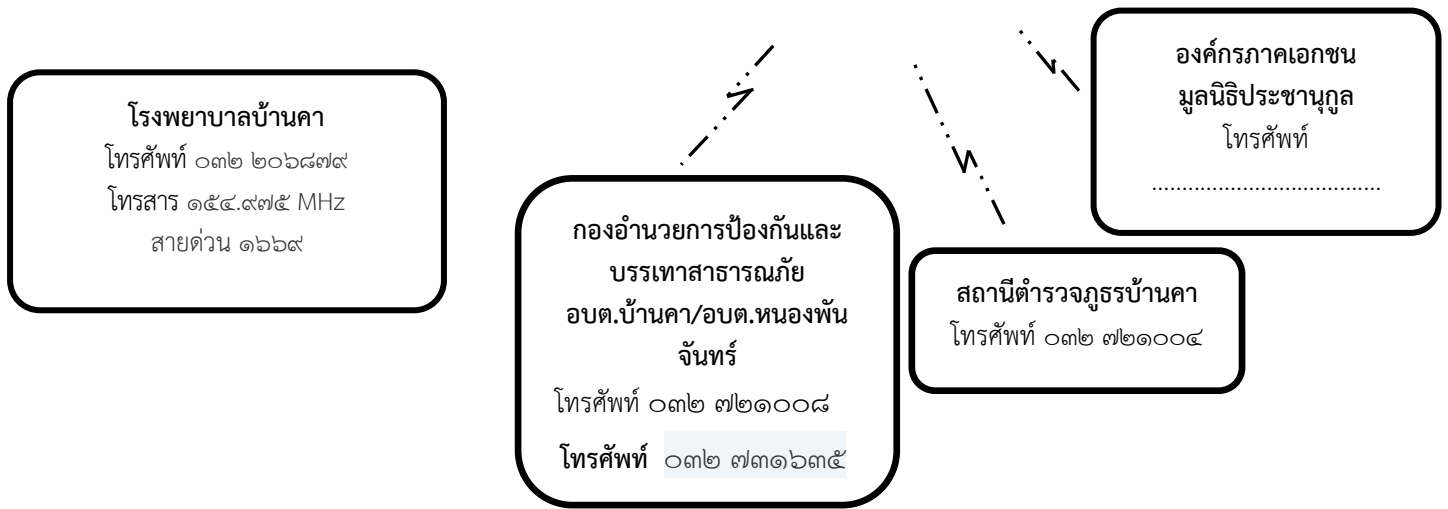 โรงพยาบาลบ้านคา
โทรศัพท์ ๐๓๒ ๒๐๖๘๗๙
โทรสาร ๑๕๔.๙๗๕ MHz
สายด่วน ๑๖๖๙
กองอำนวยการป้องกันและ
บรรเทาสาธารณภัย
อบต.บ้านคา/อบต.หนองพัน
จันทร์
โทรศัพท์ ๐๓๒ ๗๒๑๐๐๘
โทรศัพท์ ๐๓๒ ๗๓๑๖๓๕
สถานีตำรวจภูธรบ้านคา
โทรศัพท์ ๐๓๒ ๗๒๑๐๐๔
องค์กรภาคเอกชน
มูลนิธิประชานุกูล
โทรศัพท์
......................................